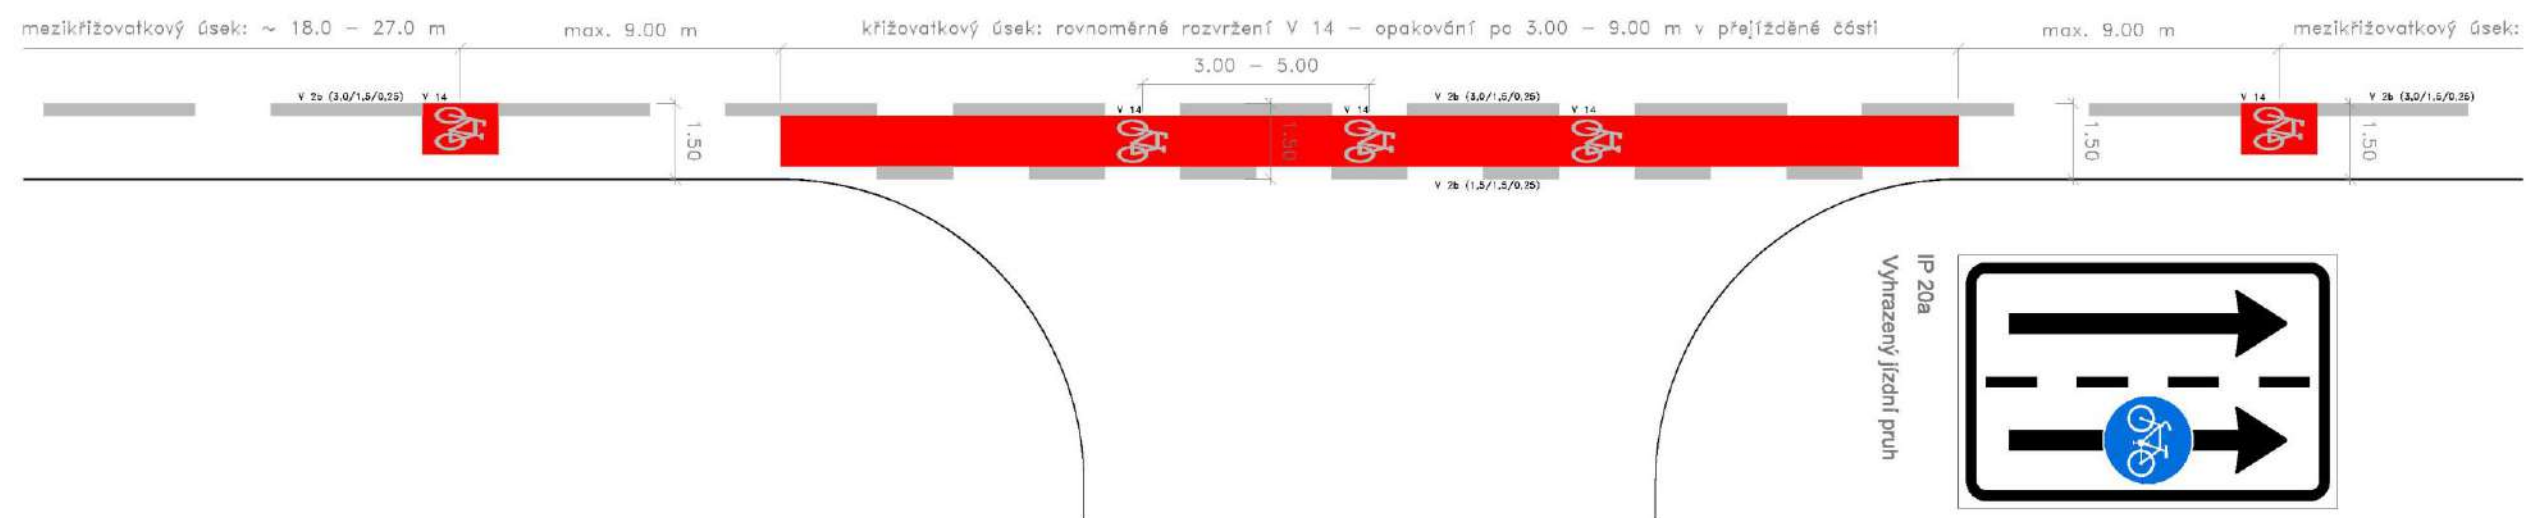 mezikřižovatkový úsek: ~ 18.0 – 27.0 m
max. 9.00 m
křižovatkový úsek: rovnoměrné rozvržení V 14 – opakování po 3.00 – 9.00 m v přejížděné části
max. 9.00 m
mezikřižovatkový úsek:
3.00 – 5.00
V 2b (3,0/1,5/0,25)
V 14
V 2b (3,0/1,5/0,25)
V 14
V 2b (3,0/1,5/0,25)
V 14
V 14
V 14
1.50
1.50
1.50
1.50
V 2b (1,5/1,5/0,25)
IP 20a
Vyhrazený jízdní pruh